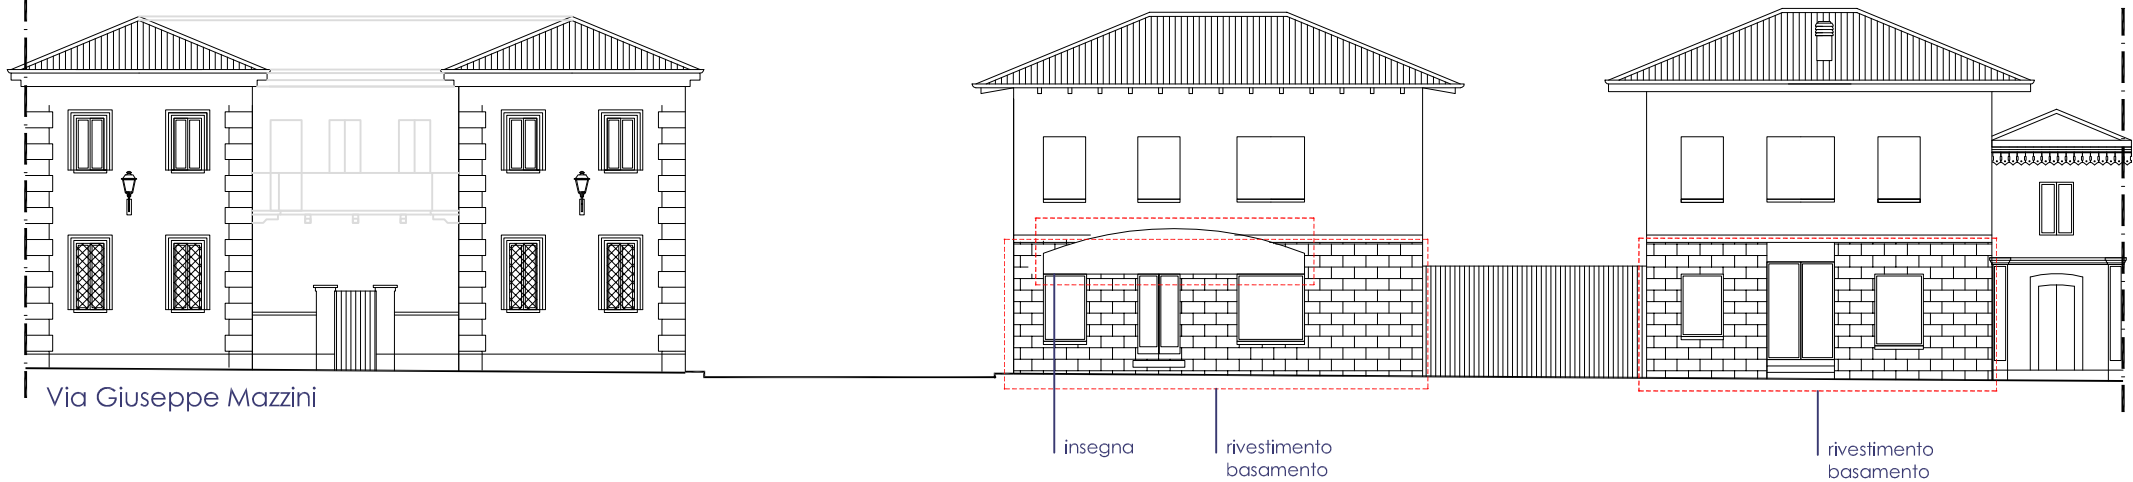 Via Giuseppe Mazzini
insegna
rivestimento
basamento
rivestimento
basamento